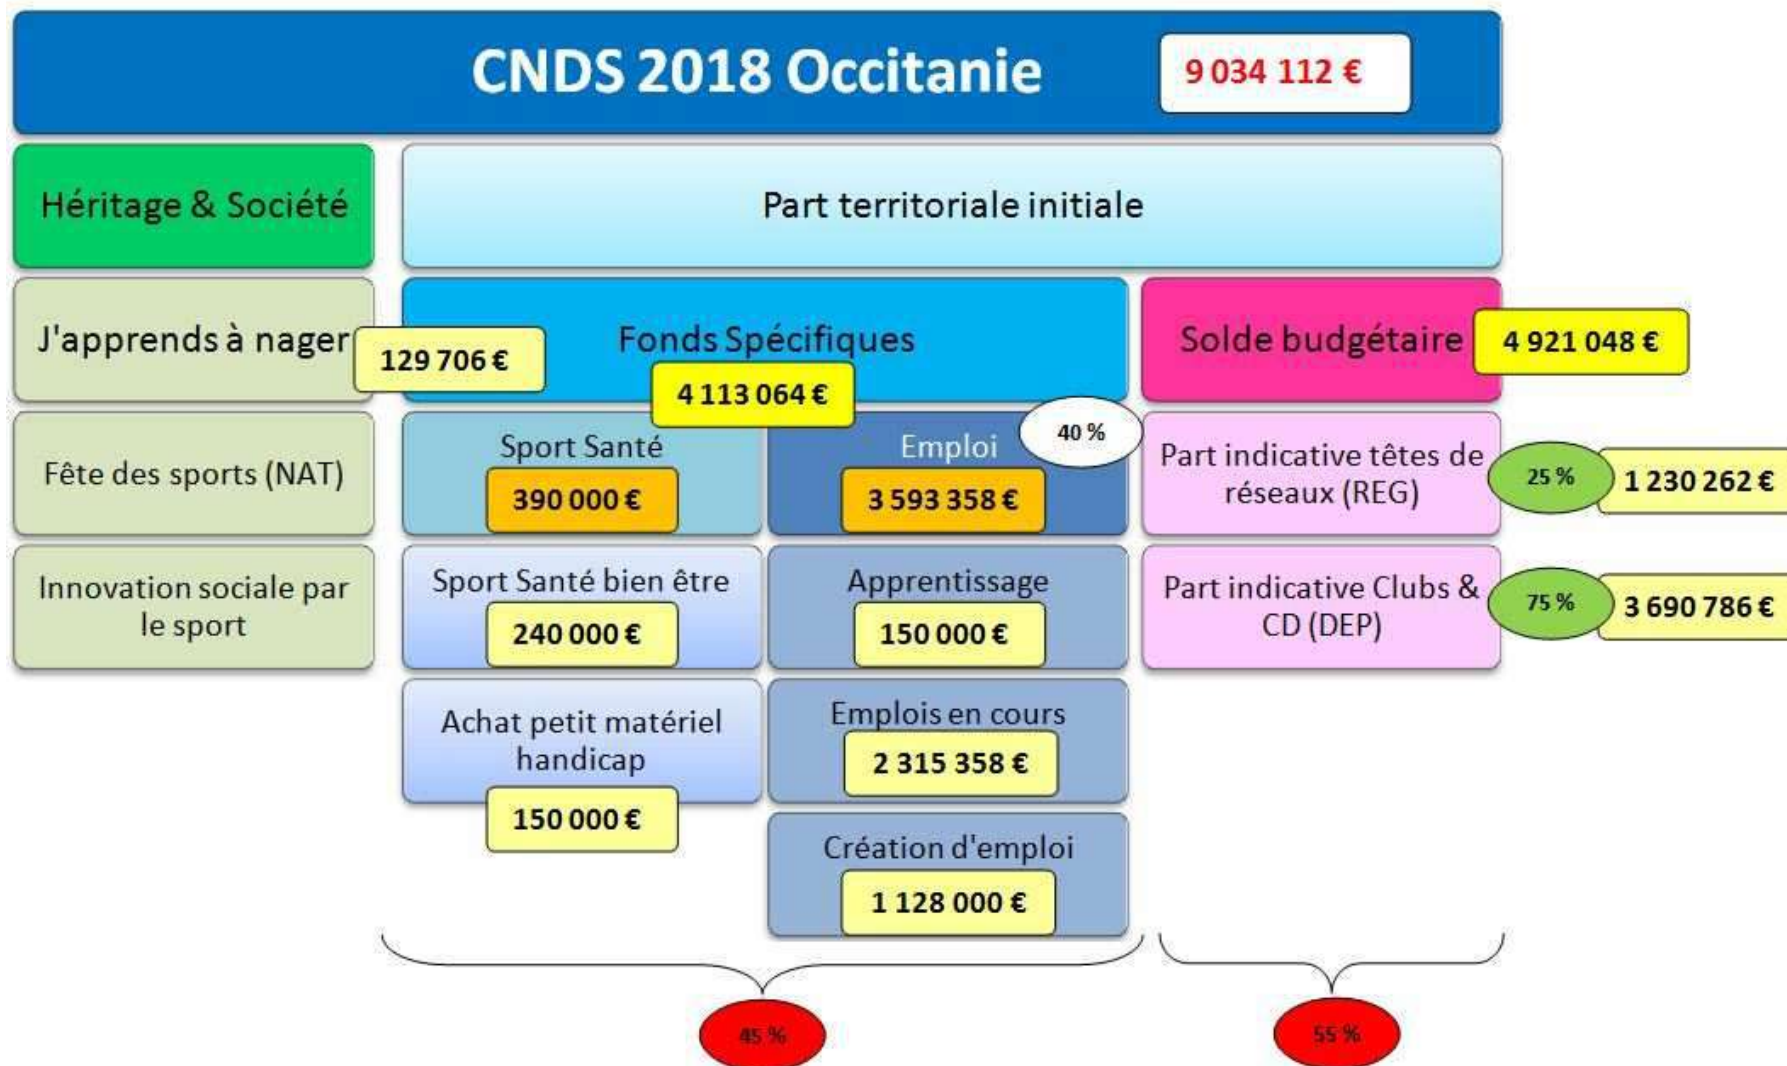 CNDS 2018 Occitanie
9 034 112 €
Héritage & Société
Part territoriale initiale
J'apprends à nager
129 706 €
Fonds Spécifiques
4 113 064 €
Solde budgétaire
4 921 048 €
Fête des sports (NAT)
Sport Santé
390 000 €
Emploi
40 %
3 593 358 €
Part indicative têtes de
réseaux (REG)
25 %
1 230 262 €
Innovation sociale par
le sport
Sport Santé bien être
240 000 €
Apprentissage
150 000 €
Part indicative Clubs &
CD (DEP)
75 %
3 690 786 €
Achat petit matériel
handicap
150 000 €
Emplois en cours
2 315 358 €
Création d'emploi
1 128 000 €
45 %
55 %